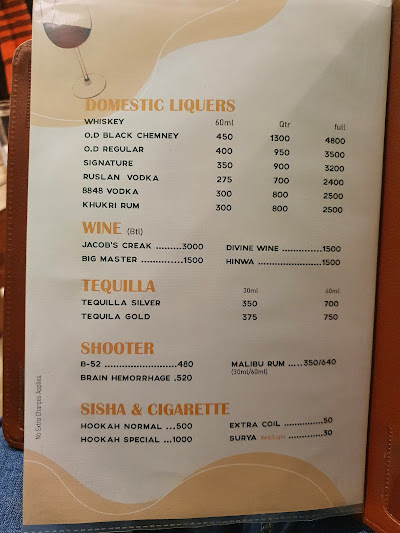 DOMESTIC LIQUERS
WHISKEY 60ml Qtr full
O.D BLACK CHEMNEY 450 1300 4800
O.D REGULAR 400 950 3500
SIGNATURE 350 900 3200
RUSLAN VODKA 275 700 2400
8848 VODKA 300 800 2500
KHUKRI RUM 300 800 2500
WINE (Btl)
JACOB'S CREAK ..........3000 DIVINE WINE ...............1500
BIG MASTER ..............1500 HINWA ........................1500
TEQUILLA 30ml 60ml
TEQUILLA SILVER 350 700
TEQUILA GOLD 375 750
SHOOTER
B-52 .........................480 MALIBU RUM .....350/640
(30ml/60ml)
BRAIN HEMORRHAGE .520
SISHA & CIGARETTE
HOOKAH NORMAL ...500 EXTRA COIL ...............50
HOOKAH SPECIAL ...1000 SURYA Red/Light ..............30
No Extra Charges Applies.